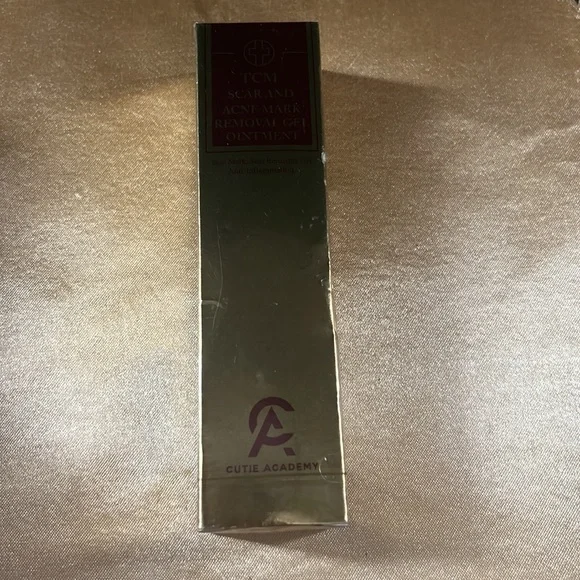 TCM
SCAR AND
ACNE MARK
REMOVAL GEL
OINTMENT
CA
CUTIE ACADEMY